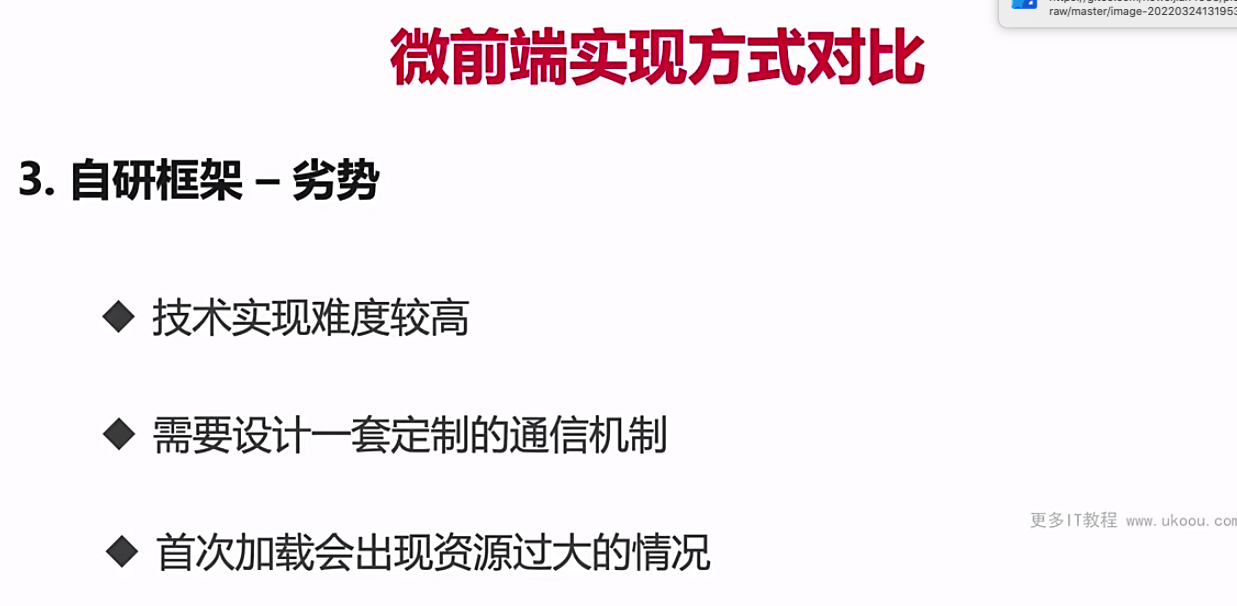 raw/master/image-2022032413195
微前端实现方式对比
3. 自研框架 – 劣势
◆ 技术实现难度较高
◆ 需要设计一套定制的通信机制
更多IT教程 www.ukoou.com
◆ 首次加载会出现资源过大的情况